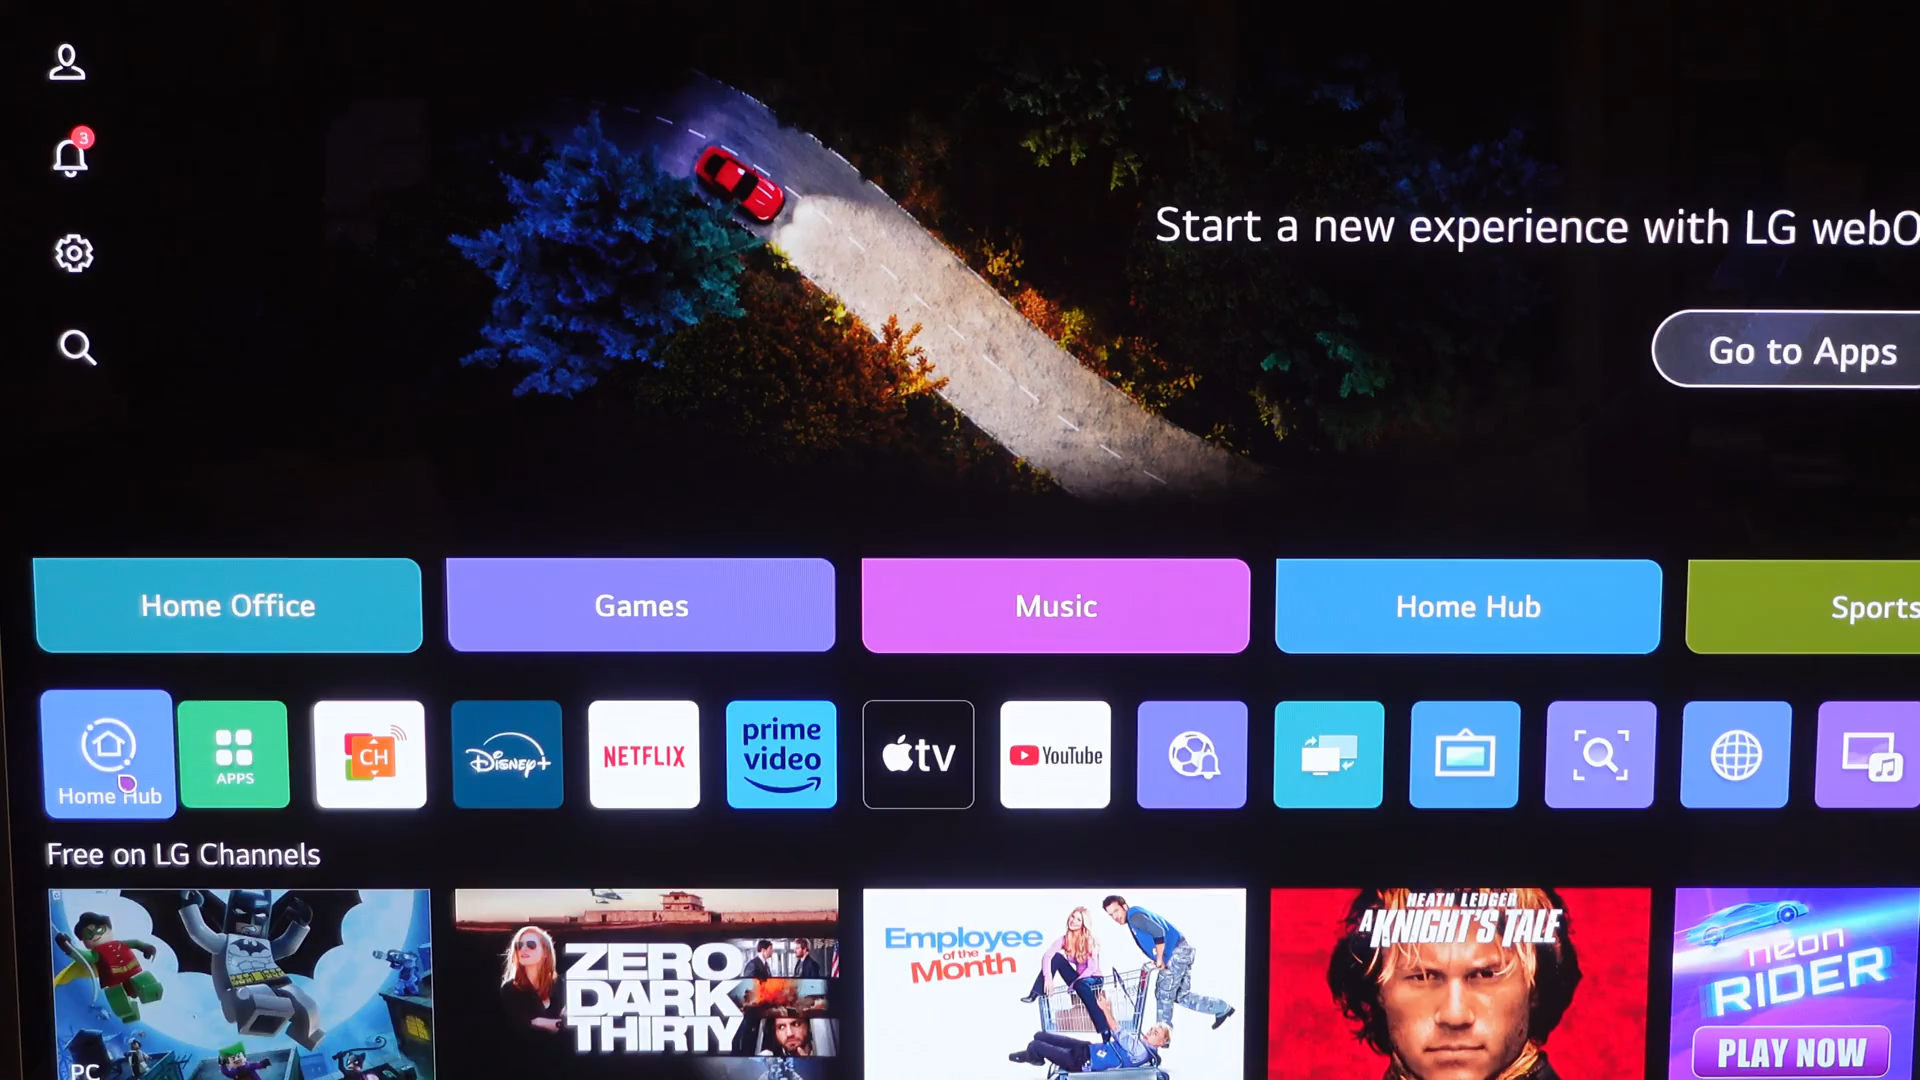 3
Start a new experience with LG webO
Go to Apps
Home Office
Games
Music
Home Hub
Sports
Home Hub
APPS
CH
Disney+
NETFLIX
prime
video
tv
YouTube
Free on LG Channels
PC
ZERO
DARK
THIRTY
Employee
of the
Month
HEATH LEDGER
A KNIGHT'S TALE
neon
RIDER
PLAY NOW